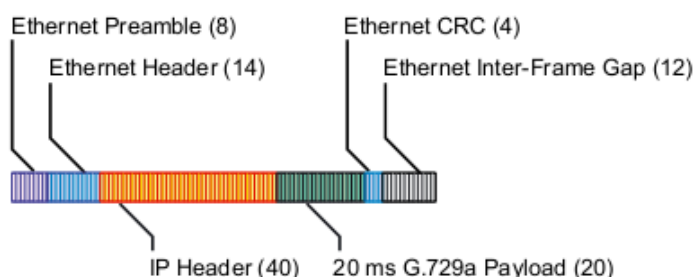 Ethernet Preamble (8)
Ethernet CRC (4)
Ethernet Header (14)
Ethernet Inter-Frame Gap (12)
IP Header (40)
20 ms G.729a Payload (20)